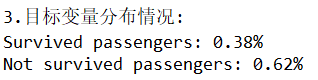 3.目标变量分布情况:
Survived passengers: 0.38%
Not survived passengers: 0.62%